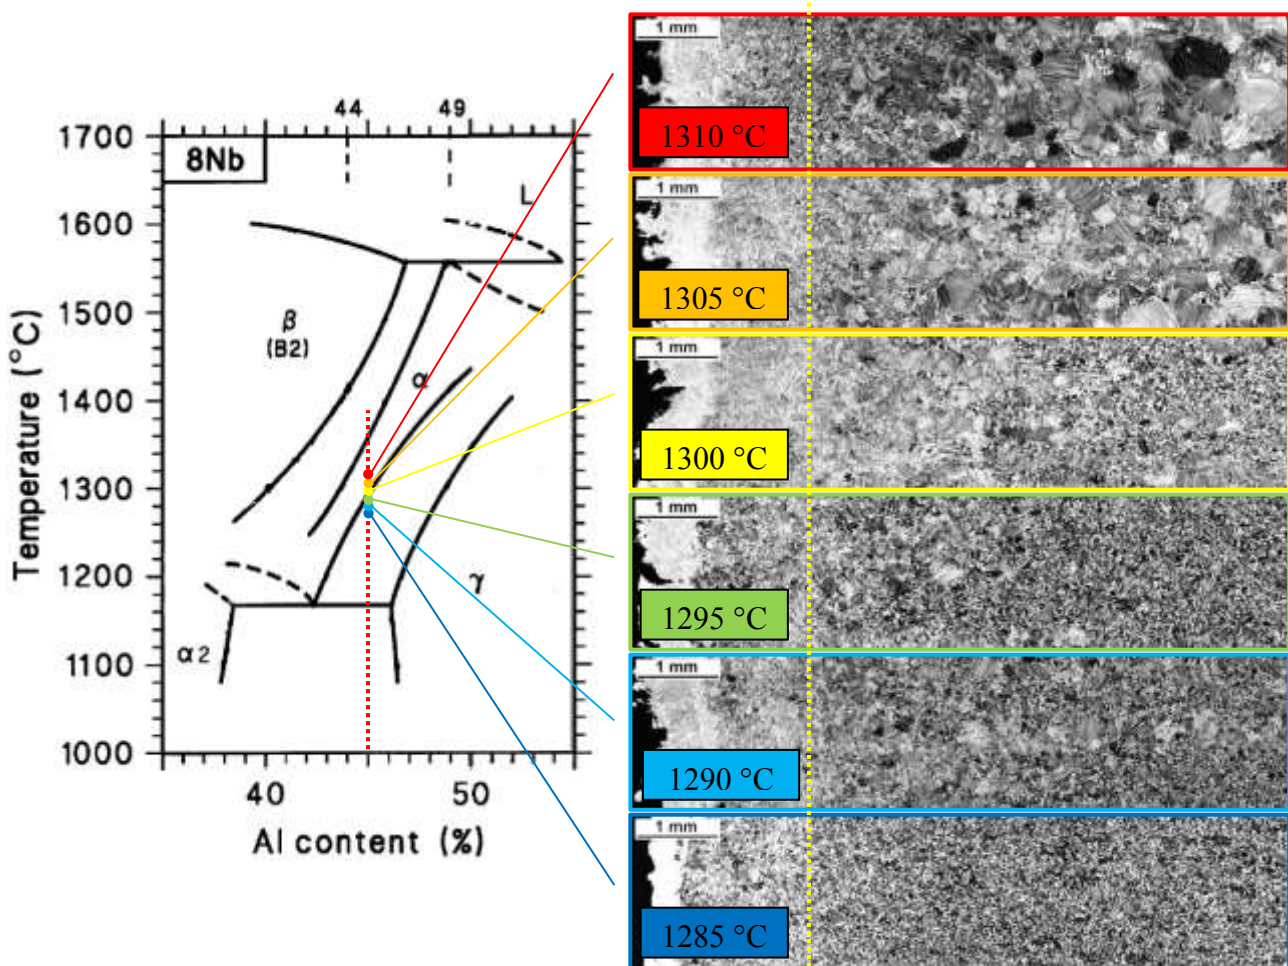 44 49
1700
8Nb
1600
L
1500
β
(B2)
1400
α
1300
1200
γ
α2
1100
1000
40 50
Temperature (°C)
Al content (%)
1 mm
1310 °C
1 mm
1305 °C
1 mm
1300 °C
1 mm
1295 °C
1 mm
1290 °C
1 mm
1285 °C